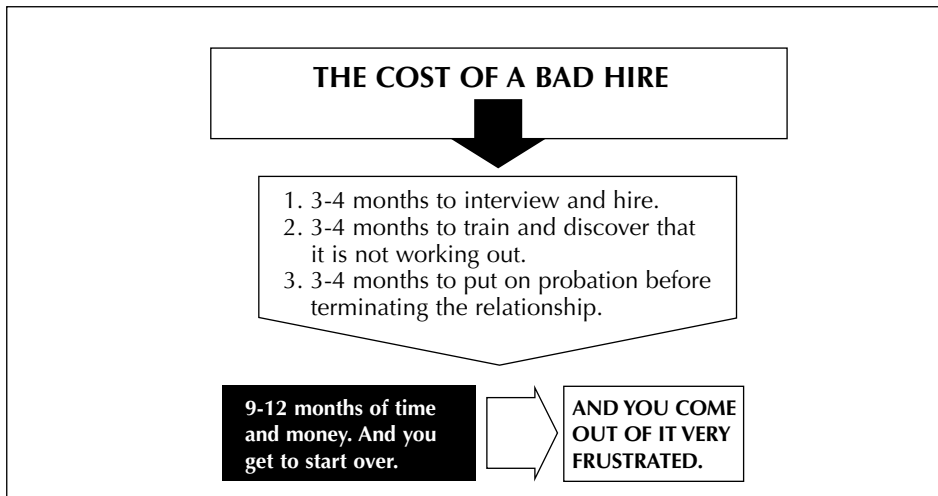 THE COST OF A BAD HIRE
1. 3-4 months to interview and hire.
2. 3-4 months to train and discover that
it is not working out.
3. 3-4 months to put on probation before
terminating the relationship.
9-12 months of time
and money. And you
get to start over.
AND YOU COME
OUT OF IT VERY
FRUSTRATED.